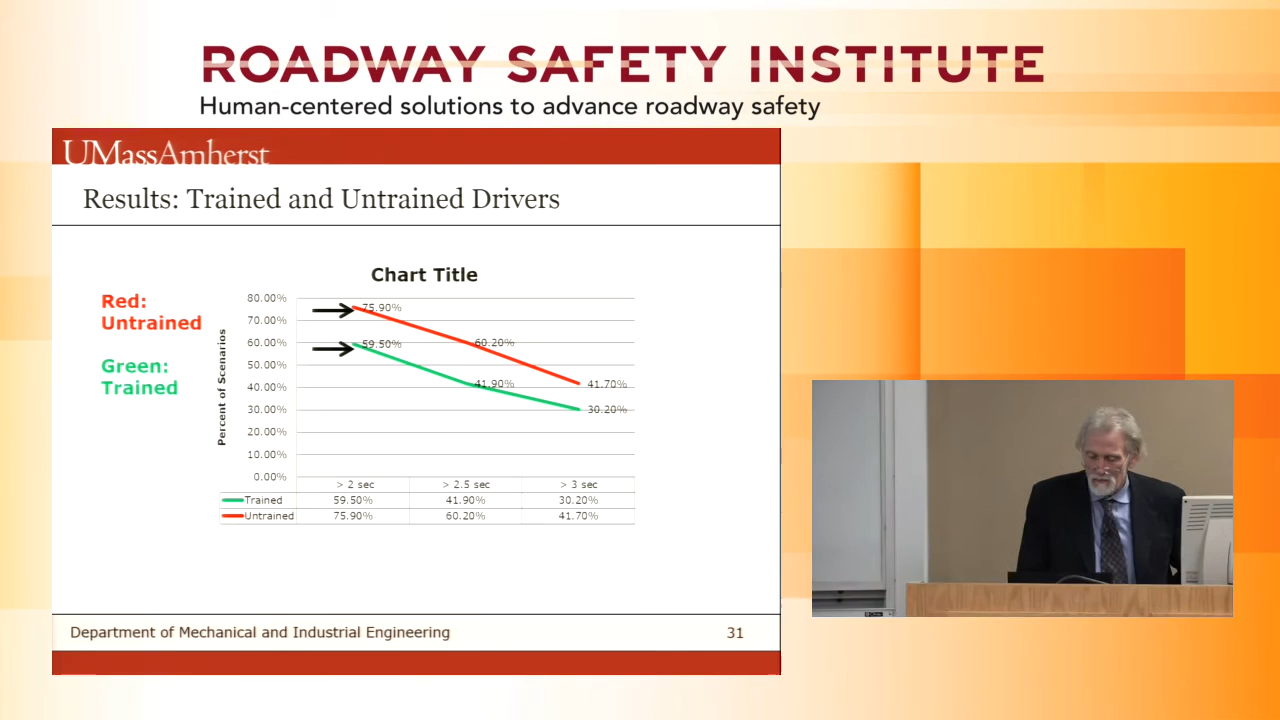 ROADWAY SAFETY INSTITUTE
Human-centered solutions to advance roadway safety
UMassAmherst
Results: Trained and Untrained Drivers
Chart Title
Red:
Untrained
Green:
Trained
Percent of Scenarios
80.00%
70.00%
60.00%
50.00%
40.00%
30.00%
20.00%
10.00%
0.00%
75.90%
60.20%
41.70%
59.50%
41.90%
30.20%
> 2 sec > 2.5 sec > 3 sec
Trained 59.50% 41.90% 30.20%
Untrained 75.90% 60.20% 41.70%
Department of Mechanical and Industrial Engineering 31